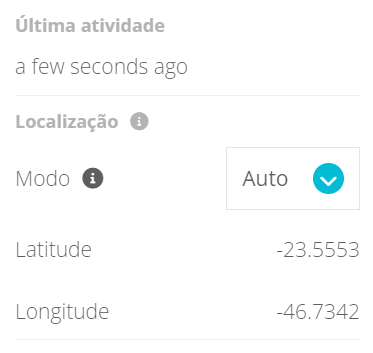 Última atividade
a few seconds ago
Localização
Modo
Auto
Latitude
-23.5553
Longitude
-46.7342